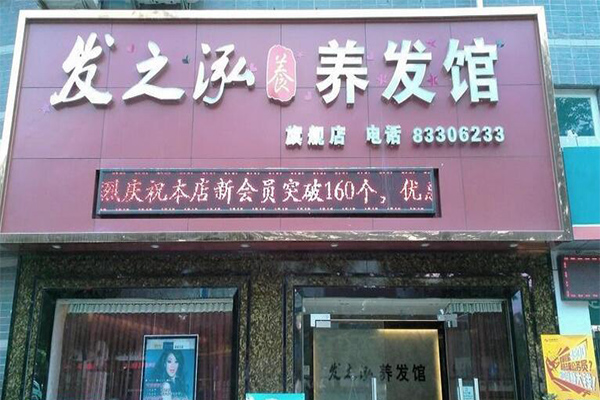 发之泓 養 养发馆
旗舰店 电话 83306233
烈庆祝本店新会员突破160个，优
发之泓 养发馆